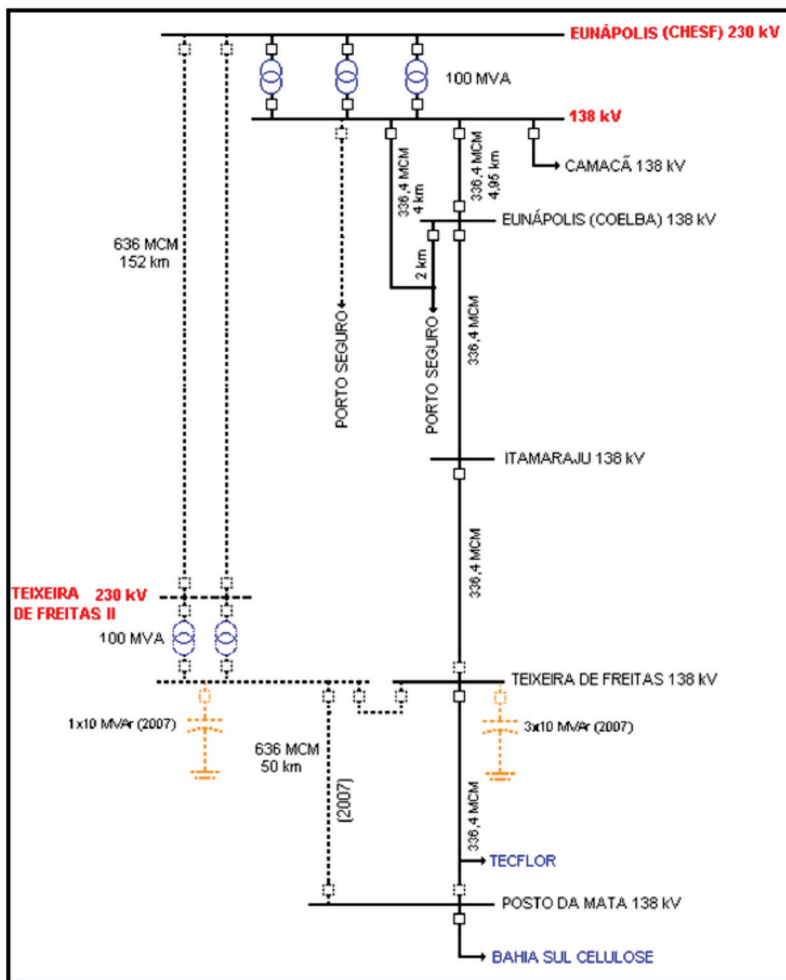 EUNÁPOLIS (CHESF) 230 kV
100 MVA
138 kV
CAMACÃ 138 kV
336,4 MCM
4 km
336,4 MCM
4,95 km
EUNÁPOLIS (COELBA) 138 kV
636 MCM
152 km
2 km
PORTO SEGURO
PORTO SEGURO
336,4 MCM
ITAMARAJU 138 kV
336,4 MCM
TEIXEIRA 230 kV
DE FREITAS II
100 MVA
TEIXEIRA DE FREITAS 138 kV
1x10 MVAr (2007)
3x10 MVAr (2007)
636 MCM
50 km
(2007)
336,4 MCM
TECFLOR
POSTO DA MATA 138 kV
BAHIA SUL CELULOSE